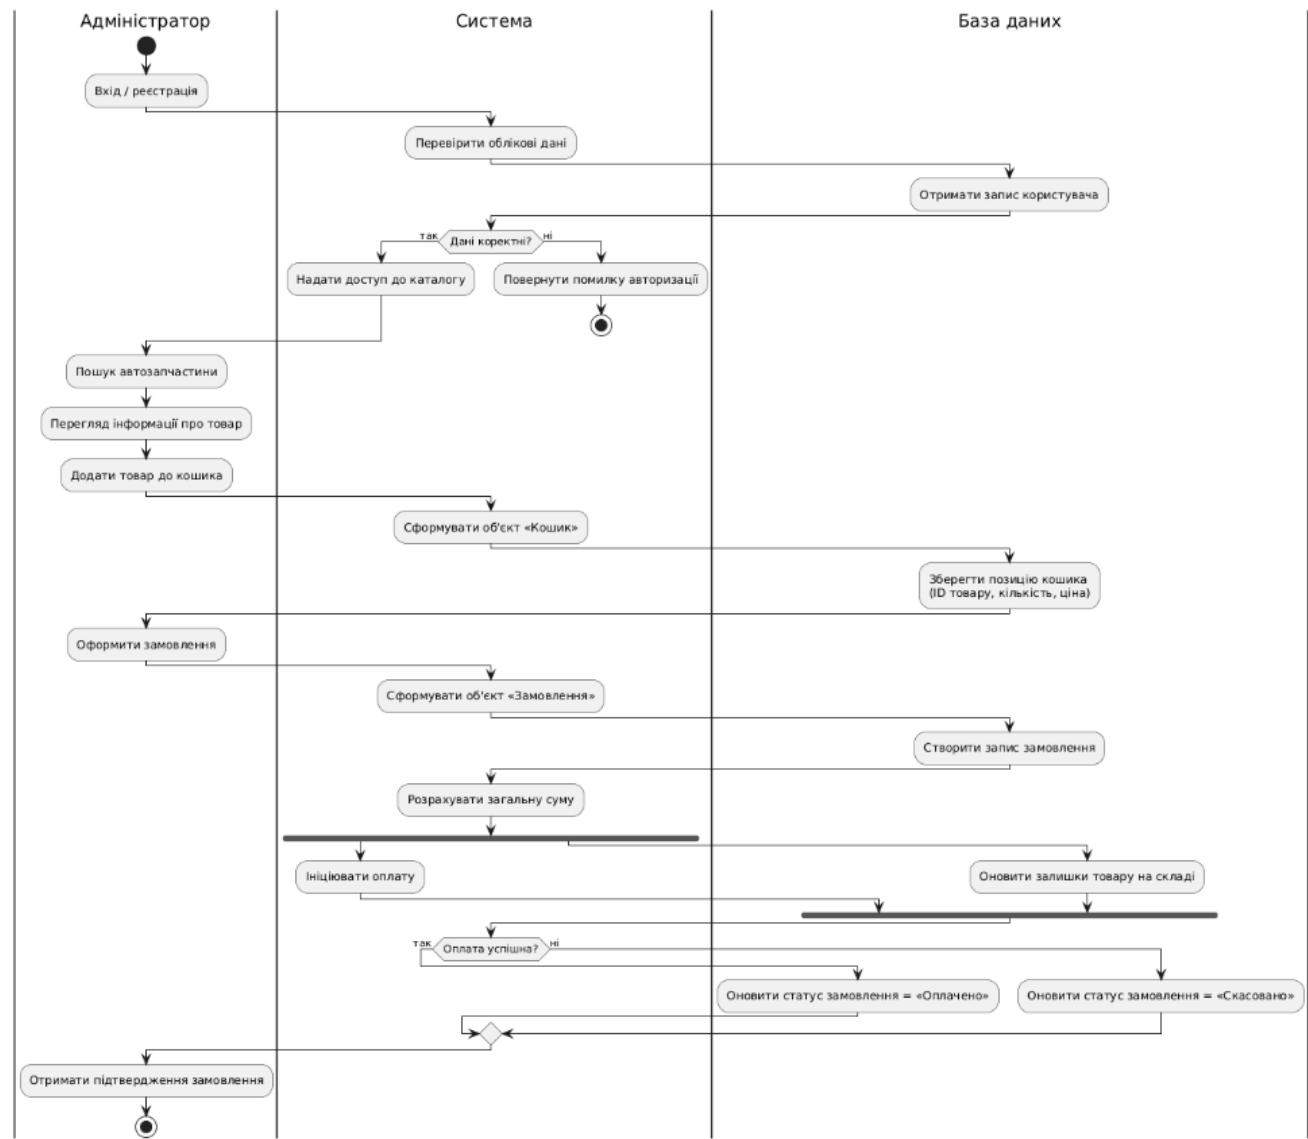 Адміністратор
Система
База даних
Вхід / реєстрація
Перевірити облікові дані
Отримати запис користувача
так
Дані коректні?
ні
Надати доступ до каталогу
Повернути помилку авторизації
Пошук автозапчастини
Перегляд інформації про товар
Додати товар до кошика
Сформувати об'єкт «Кошик»
Зберегти позицію кошика
(ID товару, кількість, ціна)
Оформити замовлення
Сформувати об'єкт «Замовлення»
Створити запис замовлення
Розрахувати загальну суму
Ініціювати оплату
Оновити залишки товару на складі
так
Оплата успішна?
ні
Оновити статус замовлення = «Оплачено»
Оновити статус замовлення = «Скасовано»
Отримати підтвердження замовлення